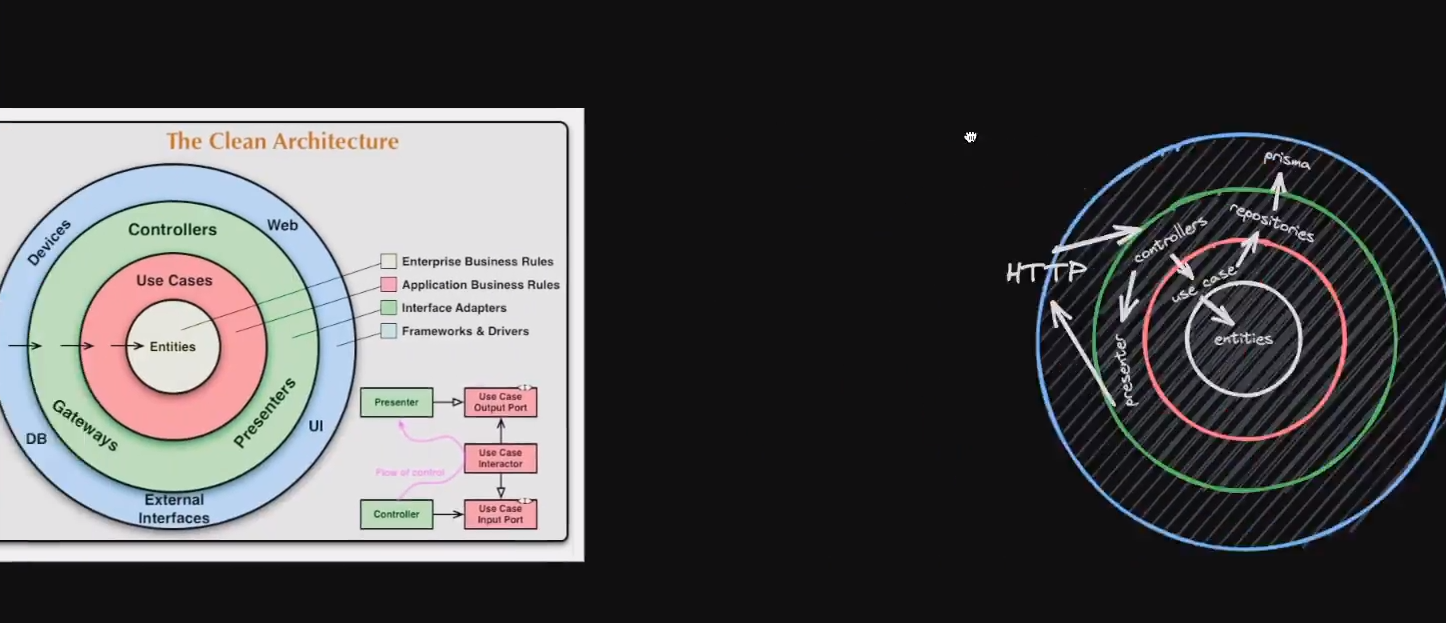 The Clean Architecture
Devices
Web
Controllers
Use Cases
Entities
Gateways
Presenters
DB
UI
External
Interfaces
Enterprise Business Rules
Application Business Rules
Interface Adapters
Frameworks & Drivers
Presenter
Use Case
Output Port
Use Case
Interactor
Flow of control
Controller
Use Case
Input Port
prisma
repositories
controllers
HTTP
use case
entities
presenter